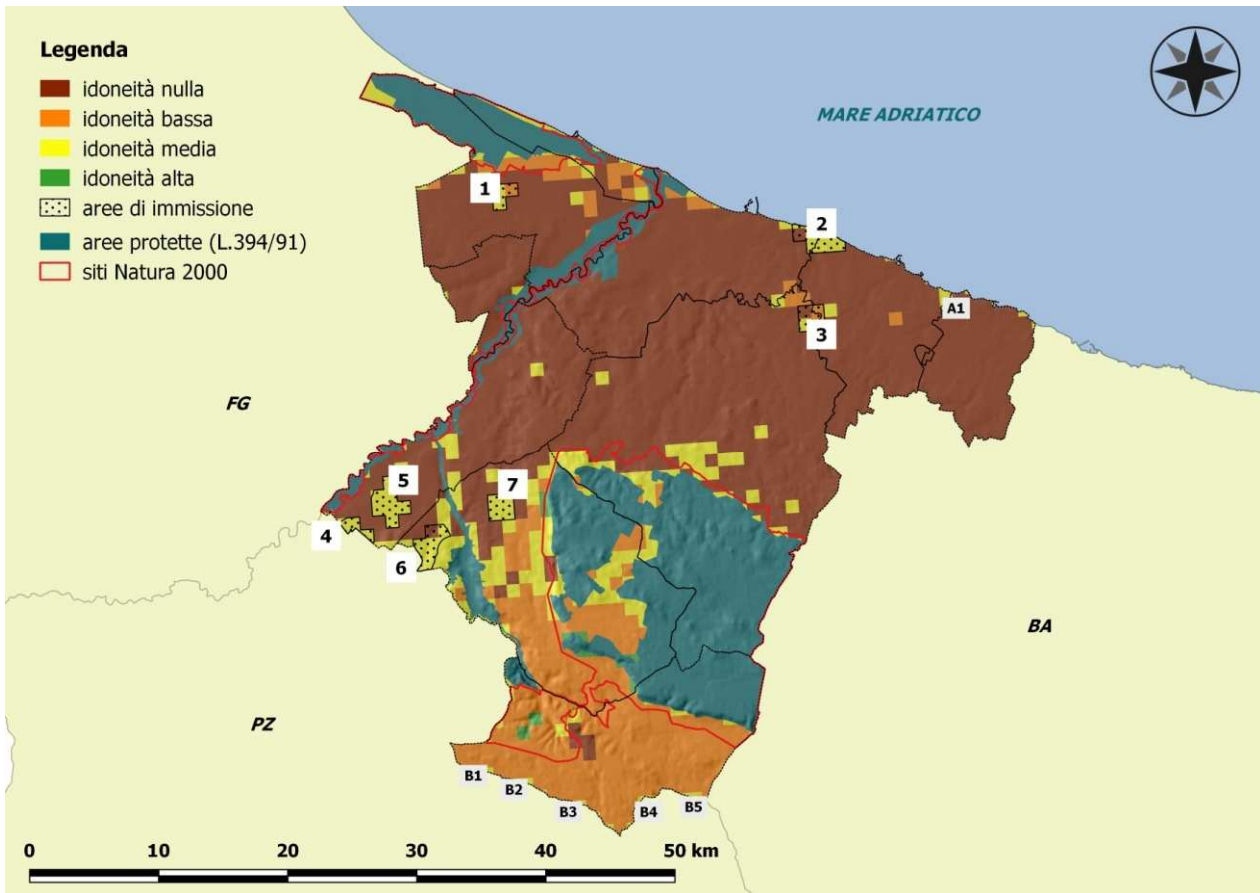 Legenda
idoneità nulla
idoneità bassa
idoneità media
idoneità alta
aree di immissione
aree protette (L.394/91)
siti Natura 2000
MARE ADRIATICO
1
2
3
A1
FG
5
7
4
6
BA
PZ
B1
B2
B3
B4
B5
0 10 20 30 40 50 km